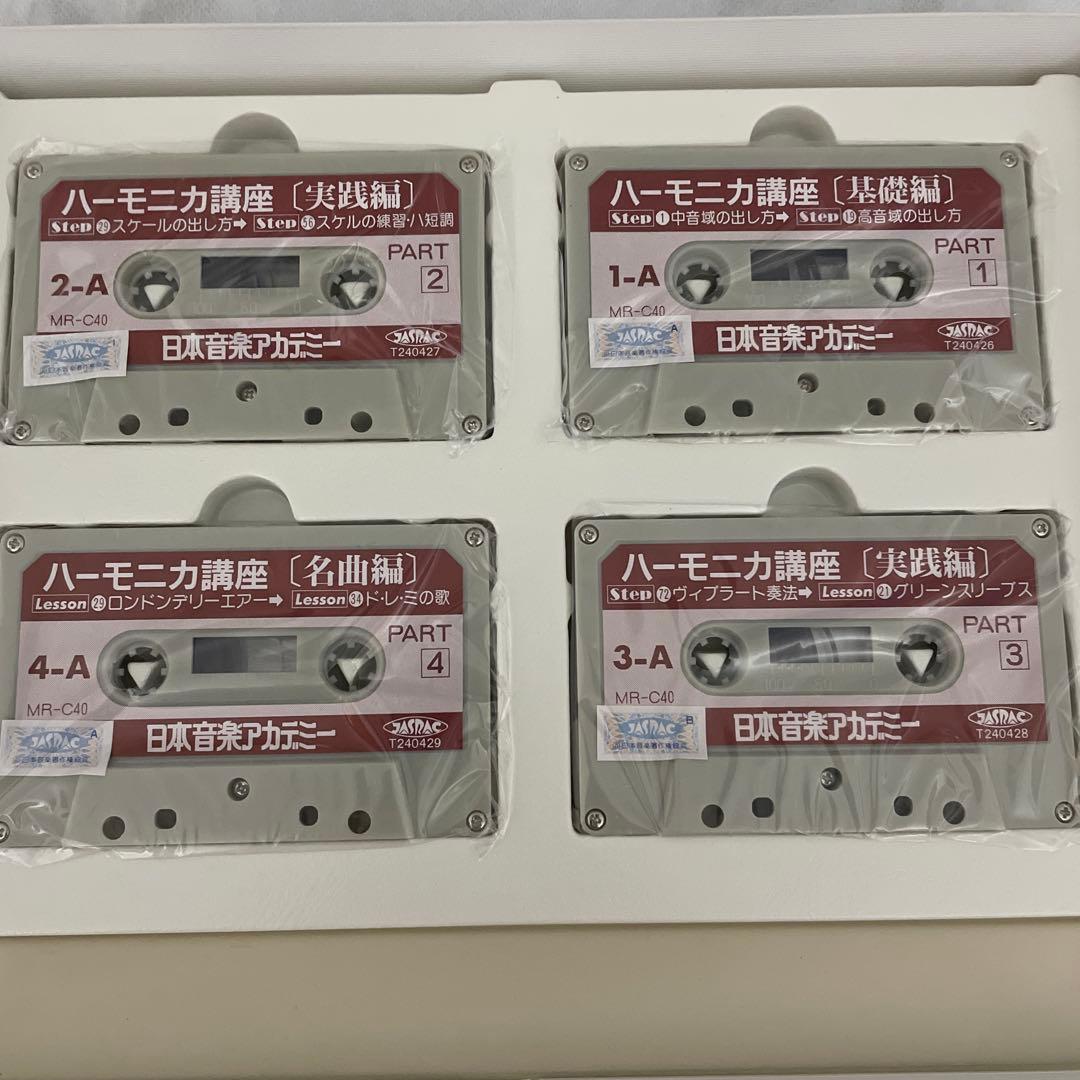 ハーモニカ講座〔実践編〕
Step 29 スケールの出し方➡ Step 56 スケルの練習・ハ短調
2-A
PART
2
MR-C40
日本音楽アカデミー
JASRAC
T240427
JASRAC
ハーモニカ講座〔基礎編〕
Step 1 中音域の出し方➡ Step 19 高音域の出し方
1-A
PART
1
MR-C40
A
日本音楽アカデミー
JASRAC
T240426
JASRAC
ハーモニカ講座〔名曲編〕
Lesson 29 ロンドンデリーエアー➡ Lesson 34 ド・レ・ミの歌
4-A
PART
4
MR-C40
A
日本音楽アカデミー
JASRAC
T240429
JASRAC
ハーモニカ講座〔実践編〕
Step 72 ヴィブラート奏法➡ Lesson 21 グリーンスリーブス
3-A
PART
3
MR-C40
B
日本音楽アカデミー
JASRAC
T240428
JASRAC